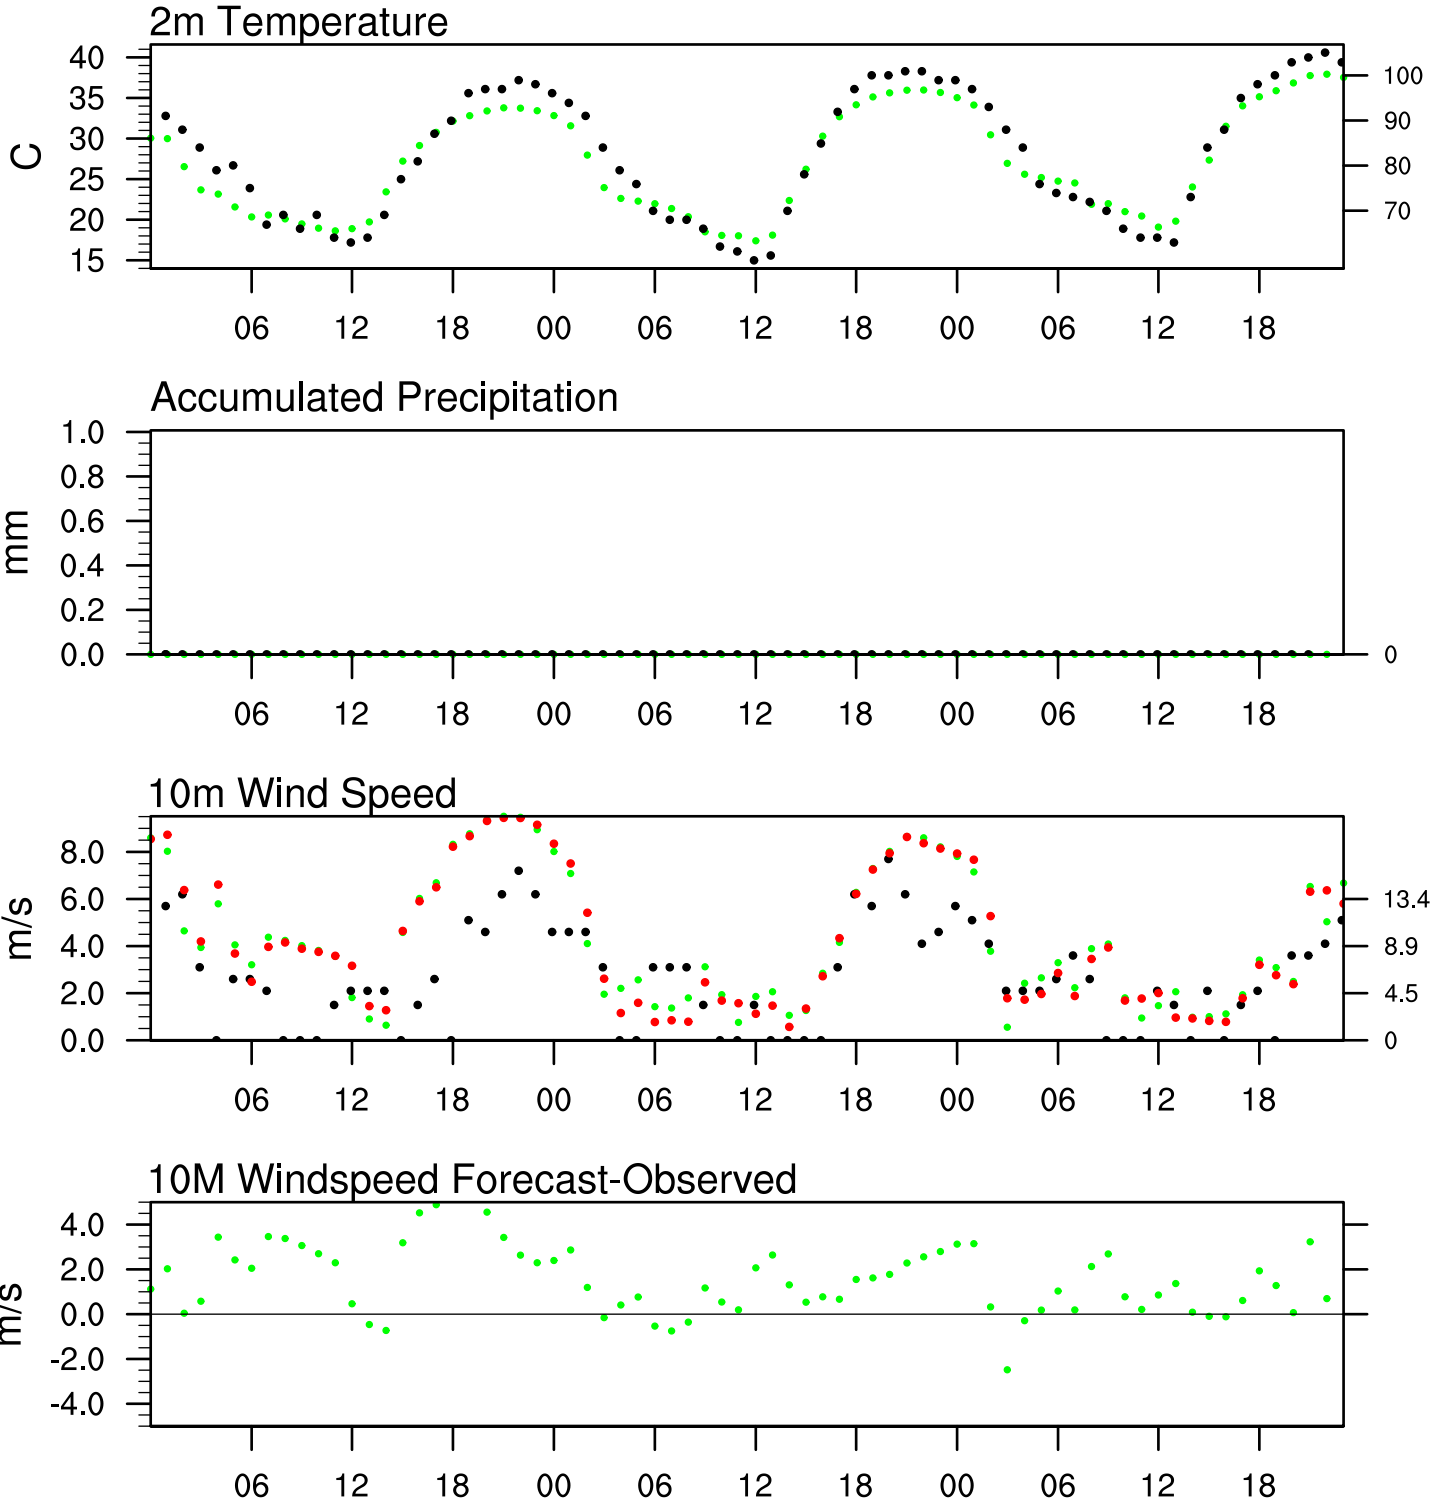 2m Temperature
40
35
30
25
20
15
C
100
90
80
70
06 12 18 00 06 12 18 00 06 12 18
Accumulated Precipitation
1.0
0.8
0.6
0.4
0.2
0.0
mm
0
06 12 18 00 06 12 18 00 06 12 18
10m Wind Speed
8.0
6.0
4.0
2.0
0.0
m/s
13.4
8.9
4.5
0
06 12 18 00 06 12 18 00 06 12 18
10M Windspeed Forecast-Observed
4.0
2.0
0.0
-2.0
-4.0
m/s
06 12 18 00 06 12 18 00 06 12 18